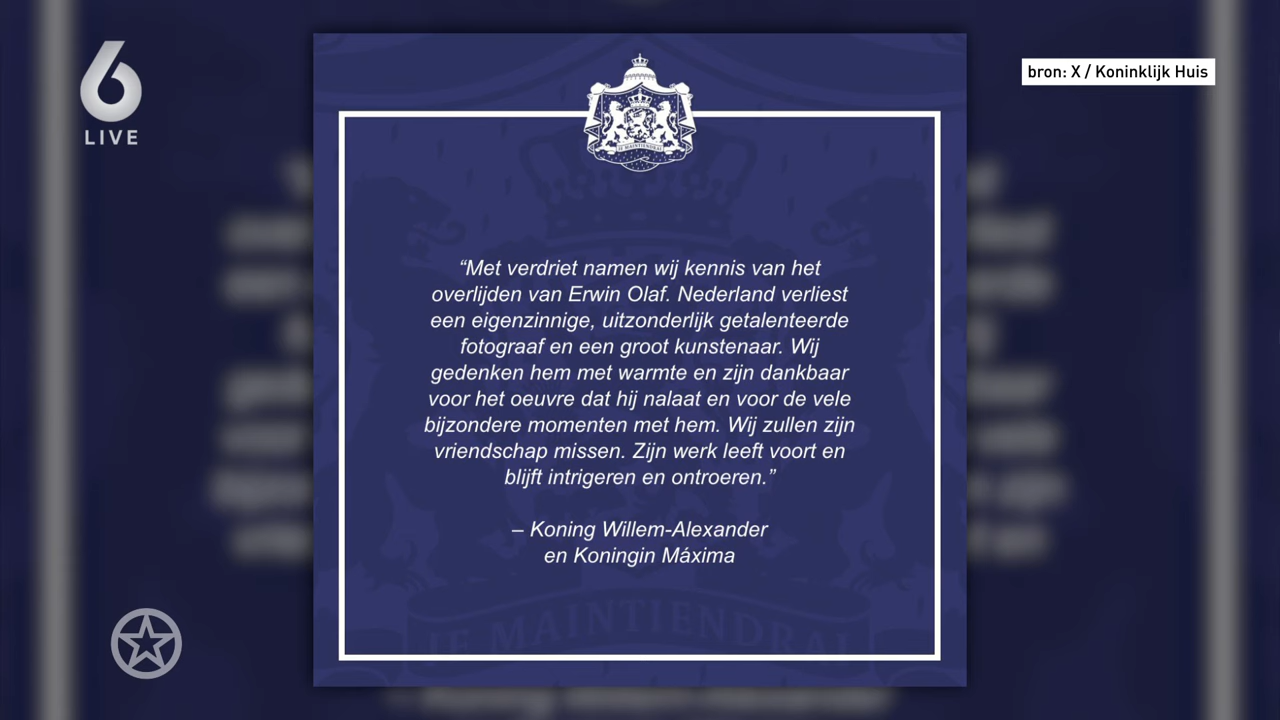 6
LIVE
bron: X / Koninklijk Huis
JE MAINTIENDRAI
“Met verdriet namen wij kennis van het
overlijden van Erwin Olaf. Nederland verliest
een eigenzinnige, uitzonderlijk getalenteerde
fotograaf en een groot kunstenaar. Wij
gedenken hem met warmte en zijn dankbaar
voor het oeuvre dat hij nalaat en voor de vele
bijzondere momenten met hem. Wij zullen zijn
vriendschap missen. Zijn werk leeft voort en
blijft intrigeren en ontroeren.”
– Koning Willem-Alexander
en Koningin Máxima
JE MAINTIENDRAI